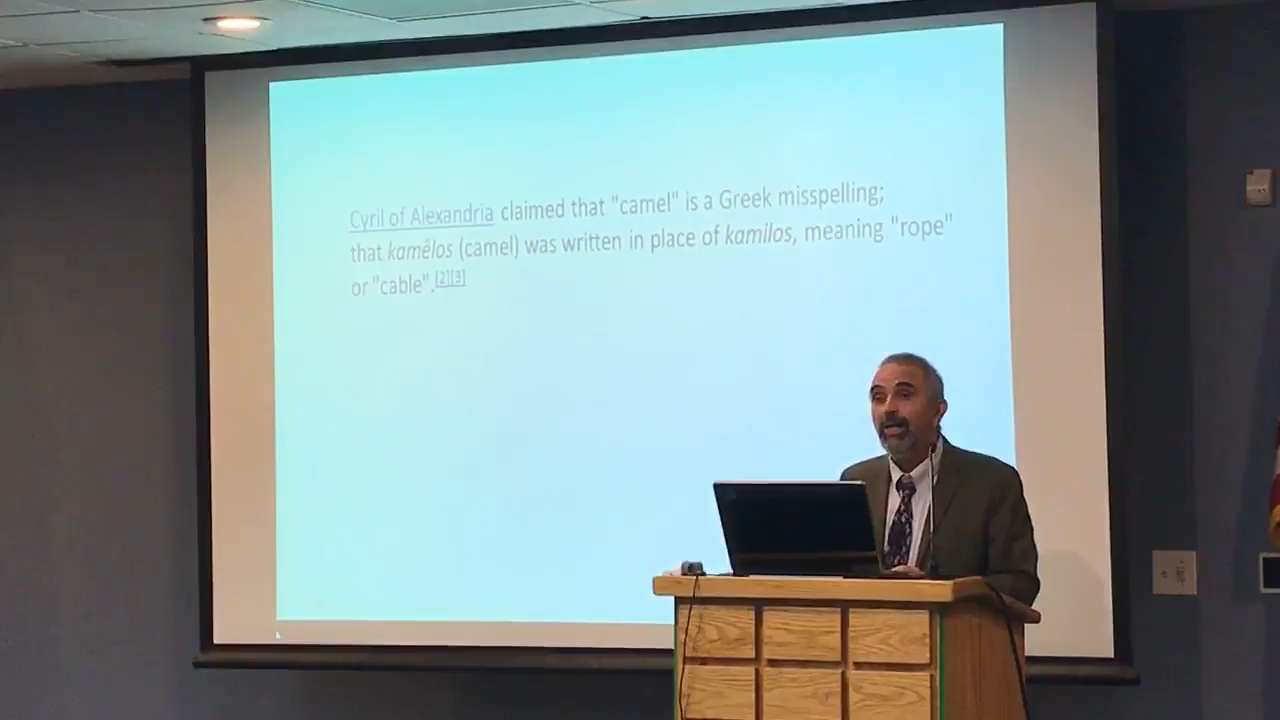 Cyril of Alexandria claimed that "camel" is a Greek misspelling;
that kamêlos (camel) was written in place of kamilos, meaning "rope"
or "cable".[2][3]